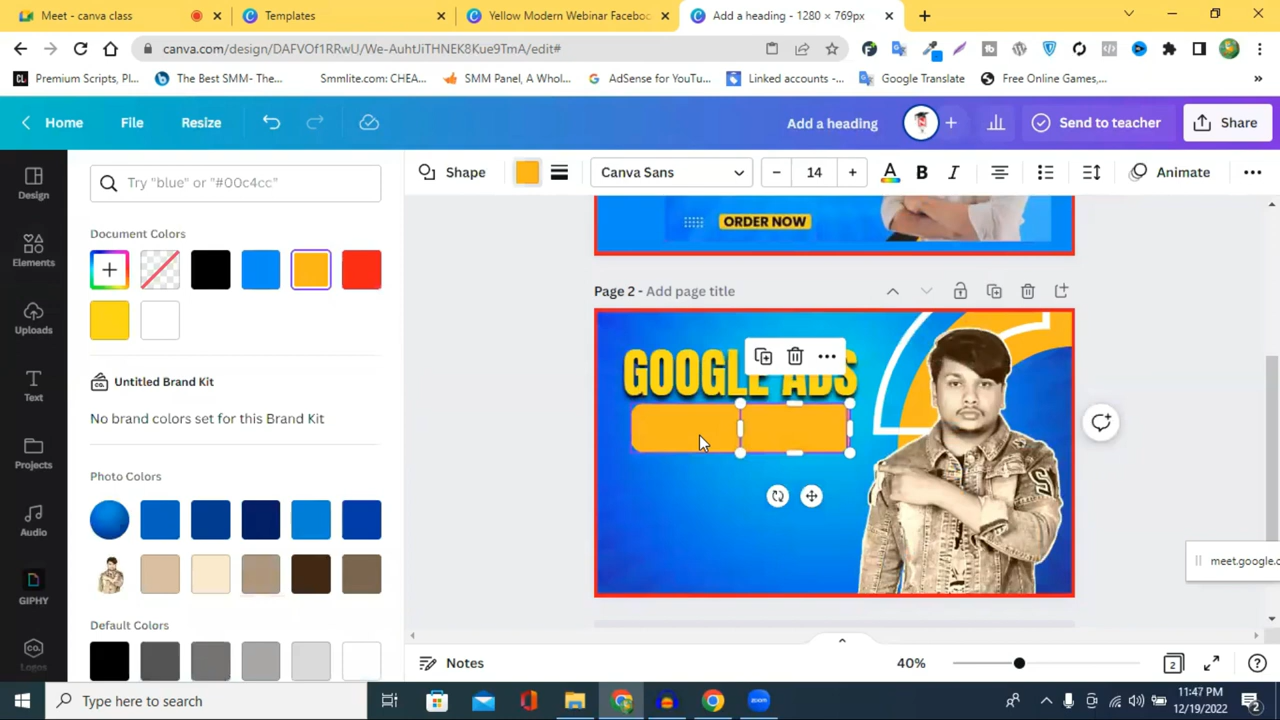 Meet - canva class
Templates
Yellow Modern Webinar Facebo
Add a heading - 1280 × 769px
canva.com/design/DAFVOf1RRwU/We-AuhtJiTHNEK8Kue9TmA/edit#
Premium Scripts, Pl...
The Best SMM- The...
Smmlite.com: CHEA...
SMM Panel, A Whol...
AdSense for YouTu...
Linked accounts -...
Google Translate
Free Online Games,...
»
Home
File
Resize
Add a heading
Send to teacher
Share
Design
Elements
Uploads
Text
Projects
Audio
GIPHY
Logos
Try "blue" or "#00c4cc"
Shape
Canva Sans
14
B
I
Animate
Document Colors
Untitled Brand Kit
No brand colors set for this Brand Kit
Photo Colors
Default Colors
ORDER NOW
Page 2 - Add page title
GOOGLE ADS
S
meet.google.c
Notes
40%
2
Type here to search
zoom
11:47 PM
12/19/2022
2